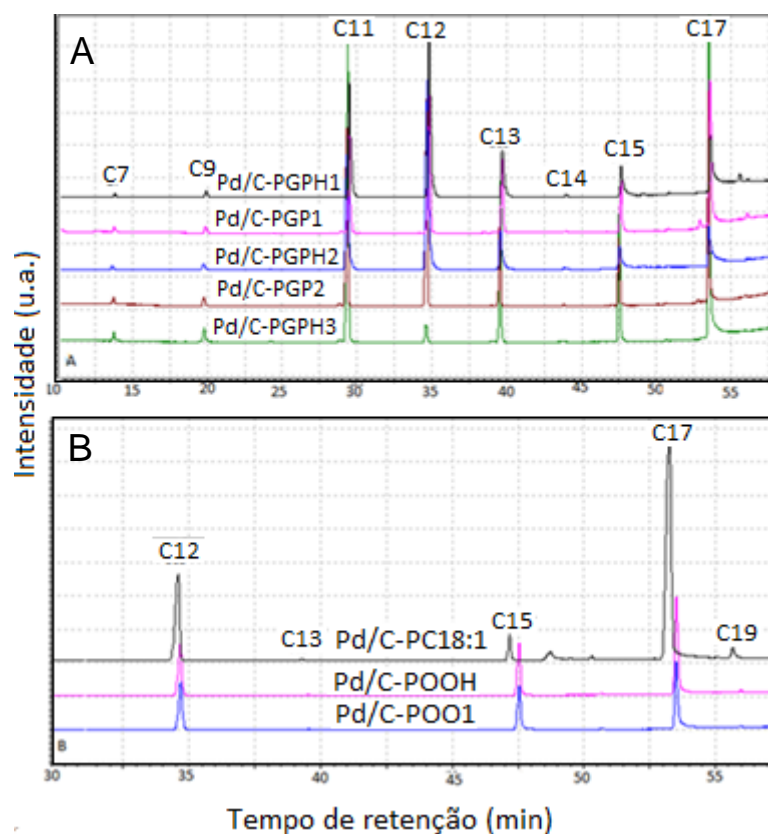 A
C11 C12 C17
C13
C7 C9 C14 C15
Pd/C-PGPH1
Pd/C-PGP1
Pd/C-PGPH2
Pd/C-PGP2
Pd/C-PGPH3
A
10 15 20 25 30 35 40 45 50 55
Intensidade (u.a.)
B
C17
C12
C13 C15 C19
Pd/C-PC18:1
Pd/C-POOH
Pd/C-POO1
B
30 35 40 45 50 55
Tempo de retenção (min)